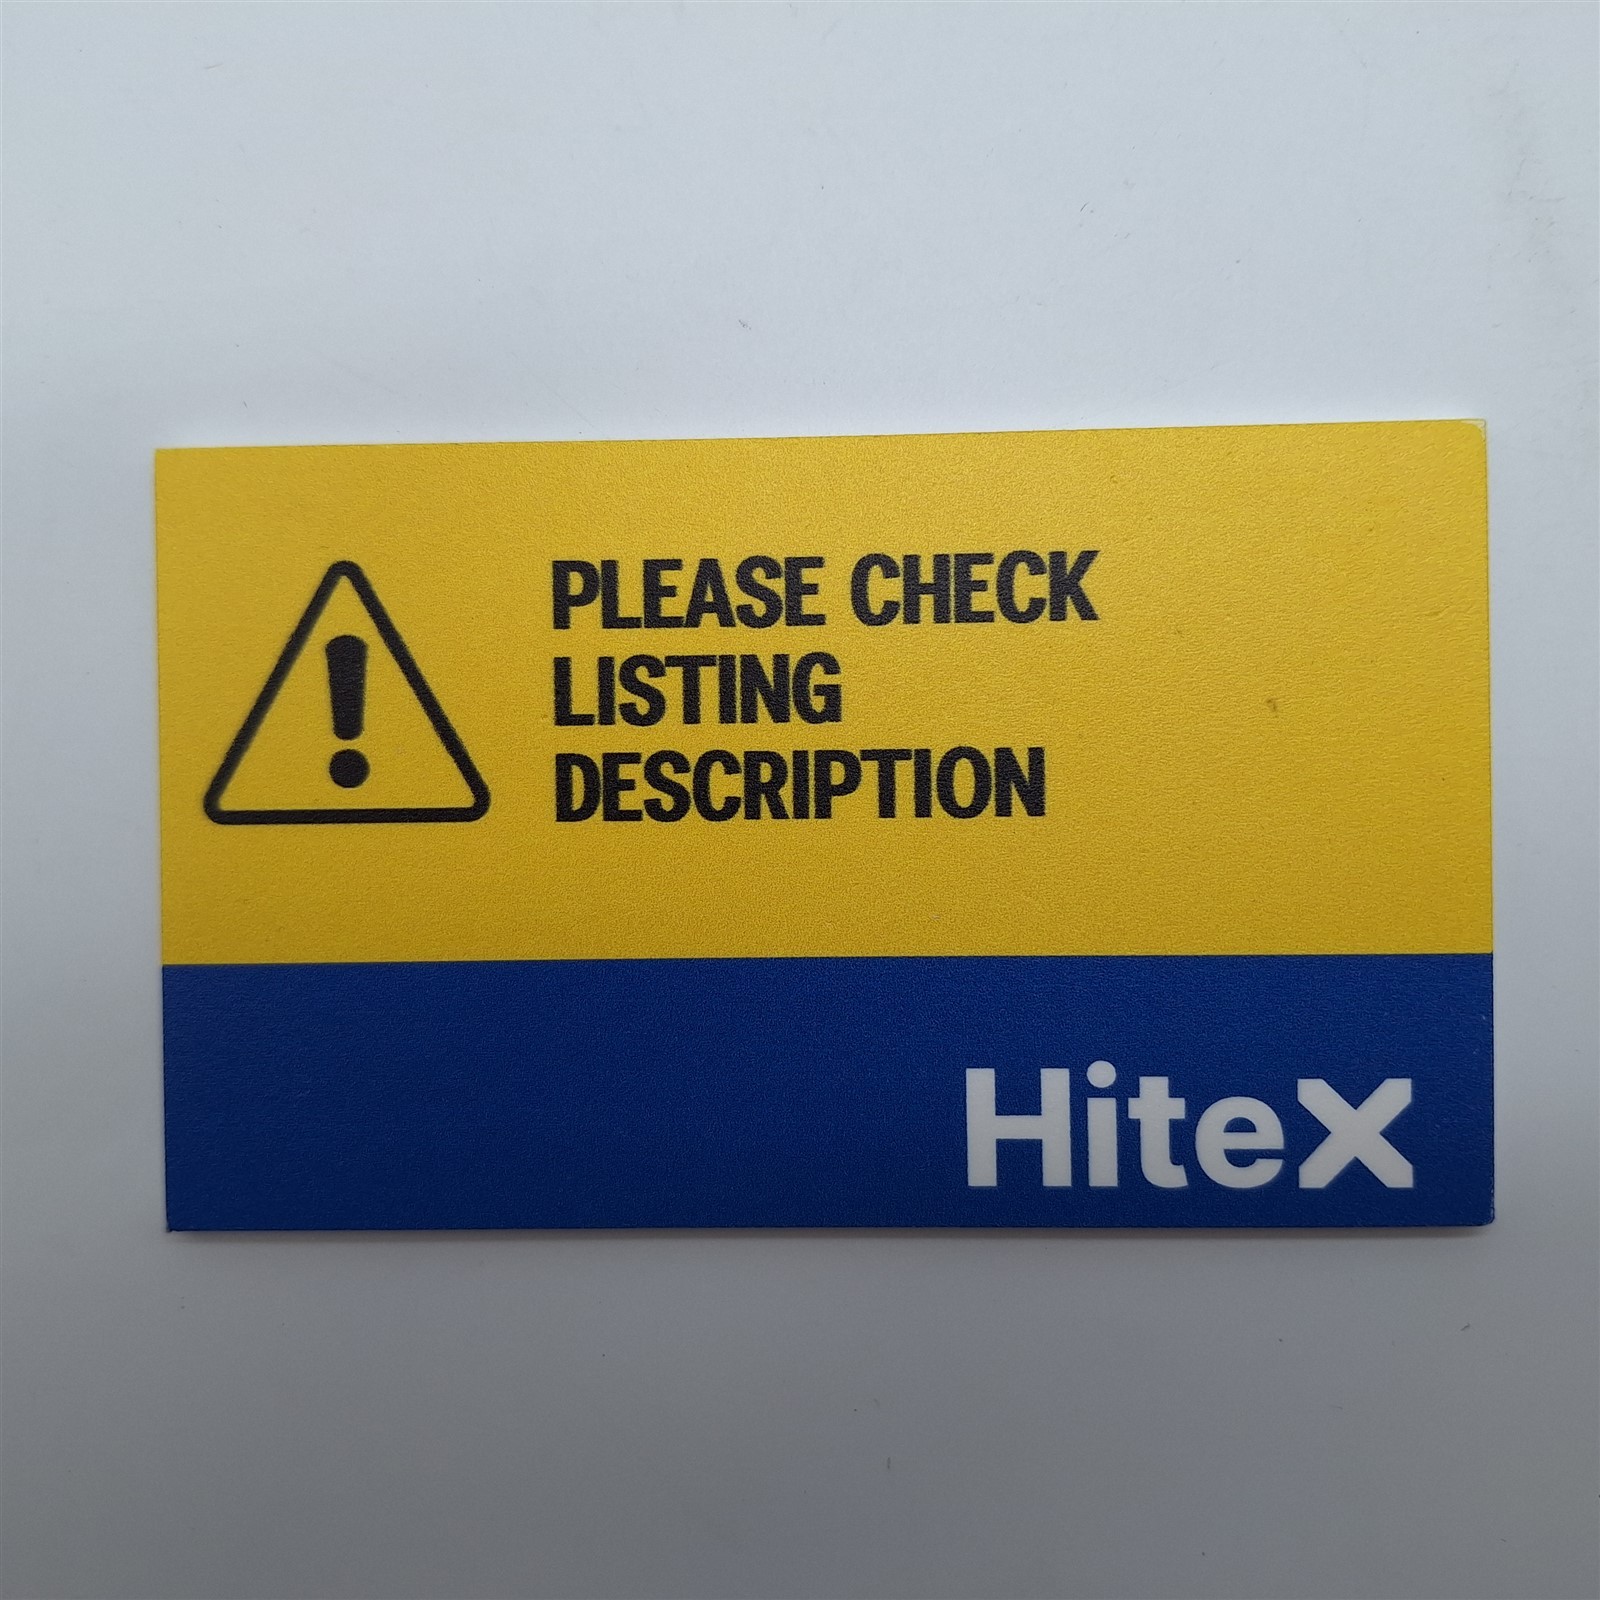 PLEASE CHECK
LISTING
DESCRIPTION
HiteX